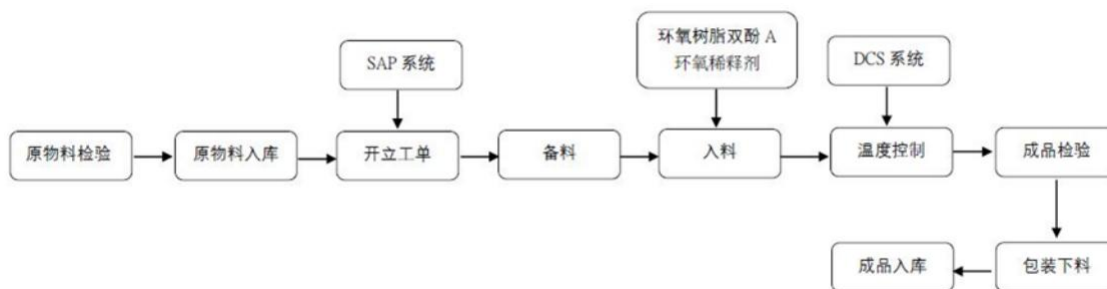 SAP 系统
环氧树脂双酚 A
环氧稀释剂
DCS 系统
原物料检验
原物料入库
开立工单
备料
入料
温度控制
成品检验
成品入库
包装下料